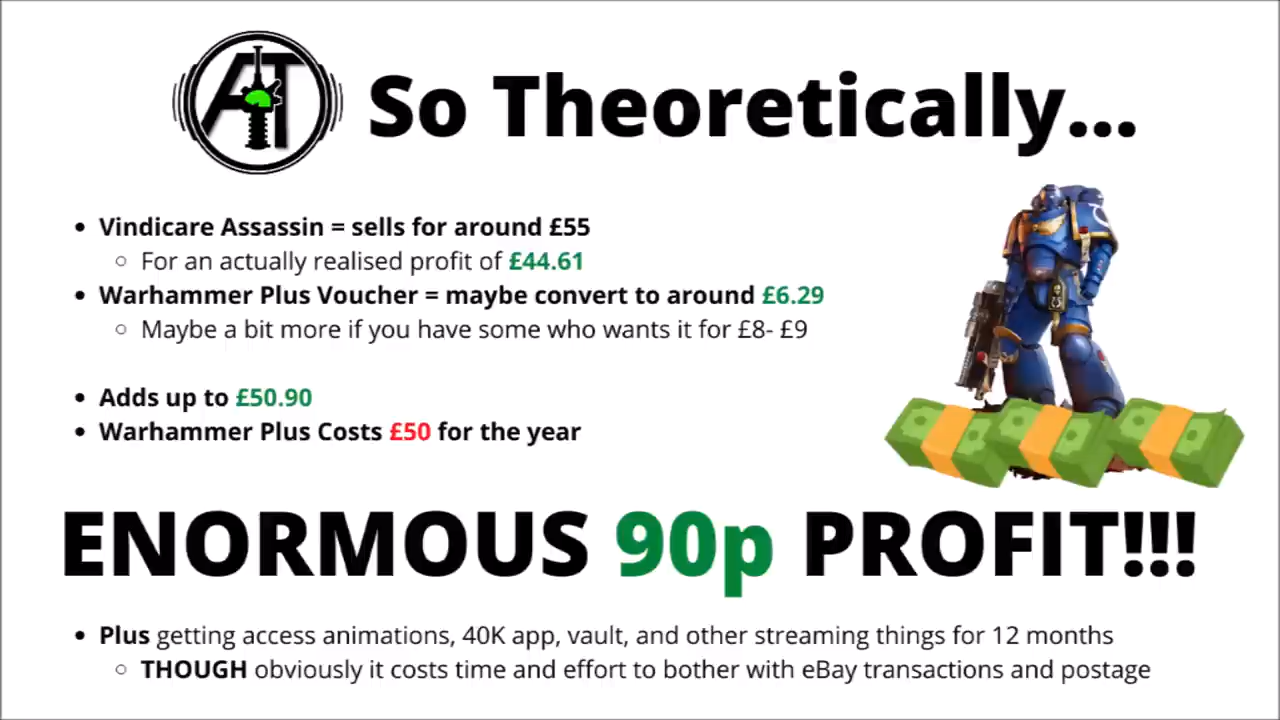 AT
So Theoretically...
• Vindicare Assassin = sells for around £55
○ For an actually realised profit of £44.61
• Warhammer Plus Voucher = maybe convert to around £6.29
○ Maybe a bit more if you have some who wants it for £8- £9
• Adds up to £50.90
• Warhammer Plus Costs £50 for the year
ENORMOUS 90p PROFIT!!!
• Plus getting access animations, 40K app, vault, and other streaming things for 12 months
○ THOUGH obviously it costs time and effort to bother with eBay transactions and postage